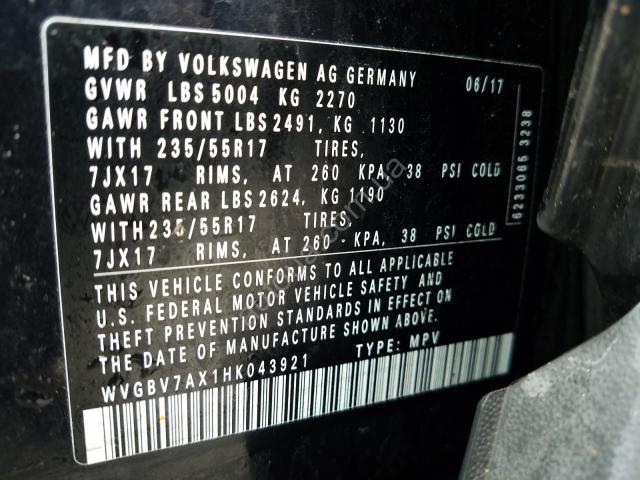 MFD BY VOLKSWAGEN AG GERMANY 06/17
GVWR LBS 5004 KG 2270
GAWR FRONT LBS 2491, KG 1130
WITH 235/55R17 TIRES,
7JX17 RIMS, AT 260 KPA, 38 PSI COLD
GAWR REAR LBS 2624, KG 1190
WITH 235/55R17 TIRES,
7JX17 RIMS, AT 260 KPA, 38 PSI COLD
THIS VEHICLE CONFORMS TO ALL APPLICABLE
U.S. FEDERAL MOTOR VEHICLE SAFETY AND
THEFT PREVENTION STANDARDS IN EFFECT ON
THE DATE OF MANUFACTURE SHOWN ABOVE.
WVGBV7AX1HK043921 TYPE: MPV
6233065 3238